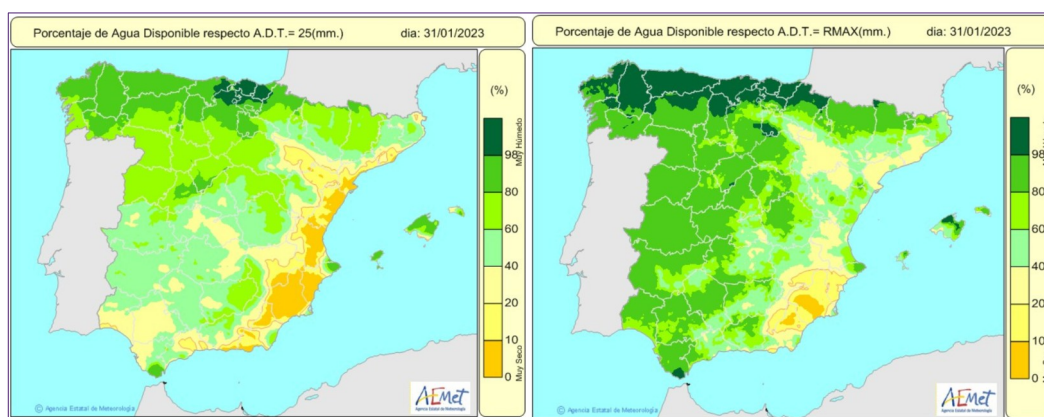 Porcentaje de Agua Disponible respecto A.D.T.= 25(mm.) dia: 31/01/2023
(%)
Muy Húmedo
98
80
60
40
20
10
0
Muy Seco
AEMet
Agencia Estatal de Meteorología
© Agencia Estatal de Meteorología
Porcentaje de Agua Disponible respecto A.D.T.= RMAX(mm.) dia: 31/01/2023
(%)
98
80
60
40
20
10
0
AEMet
Agencia Estatal de Meteorología
© Agencia Estatal de Meteorología